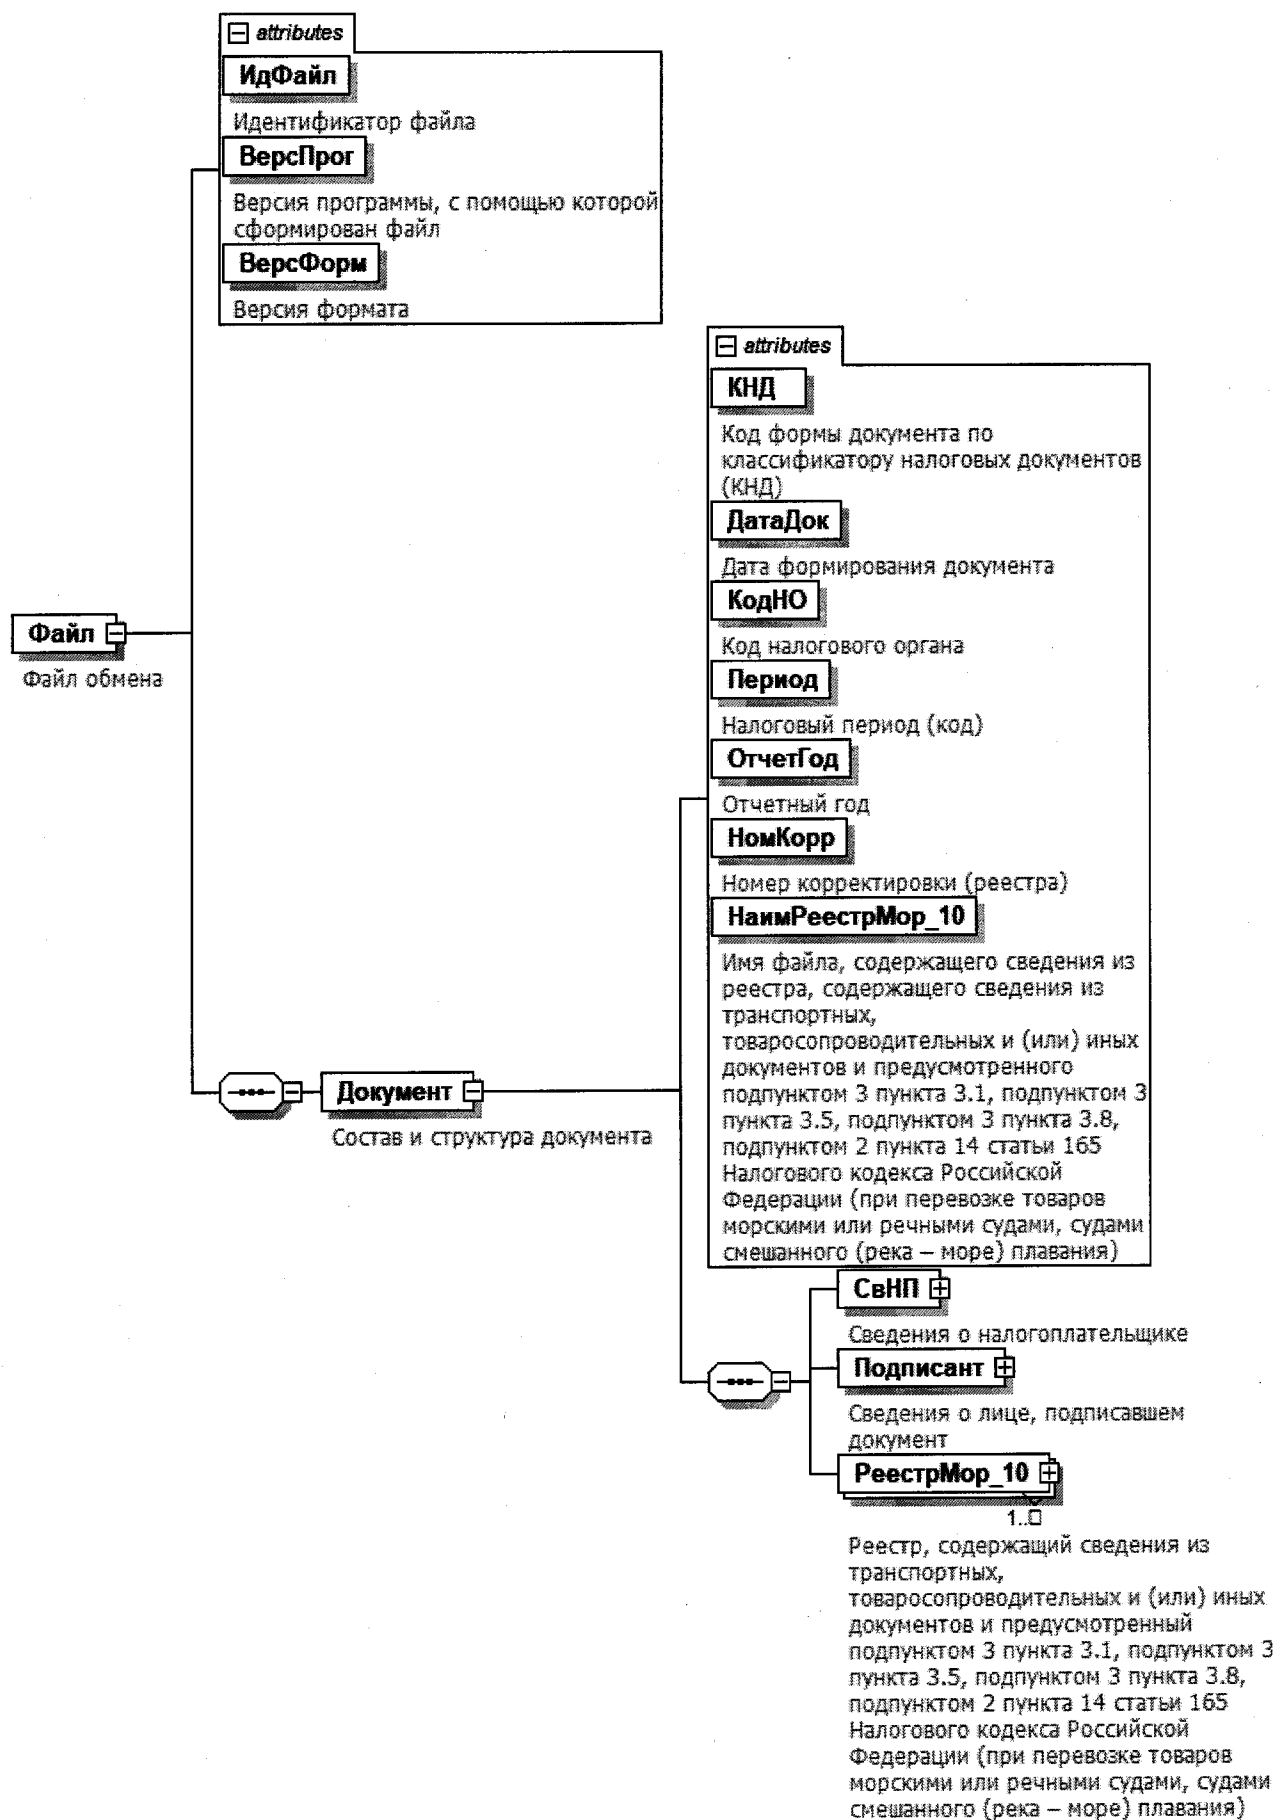 attributes
ИдФайл
Идентификатор файла
ВерсПрог
Версия программы, с помощью которой
сформирован файл
ВерсФорм
Версия формата
attributes
КНД
Код формы документа по
классификатору налоговых документов
(КНД)
ДатаДок
Дата формирования документа
КодНО
Код налогового органа
Период
Налоговый период (код)
ОтчетГод
Отчетный год
НомКорр
Номер корректировки (реестра)
НаимРеестрМор_10
Имя файла, содержащего сведения из
реестра, содержащего сведения из
транспортных,
товаросопроводительных и (или) иных
документов и предусмотренного
подпунктом 3 пункта 3.1, подпунктом 3
пункта 3.5, подпунктом 3 пункта 3.8,
подпунктом 2 пункта 14 статьи 165
Налогового кодекса Российской
Федерации (при перевозке товаров
морскими или речными судами, судами
смешанного (река – море) плавания)
Файл
Файл обмена
Документ
Состав и структура документа
СвНП
Сведения о налогоплательщике
Подписант
Сведения о лице, подписавшем
документ
РеестрМор_10
1..□
Реестр, содержащий сведения из
транспортных,
товаросопроводительных и (или) иных
документов и предусмотренный
подпунктом 3 пункта 3.1, подпунктом 3
пункта 3.5, подпунктом 3 пункта 3.8,
подпунктом 2 пункта 14 статьи 165
Налогового кодекса Российской
Федерации (при перевозке товаров
морскими или речными судами, судами
смешанного (река – море) плавания)